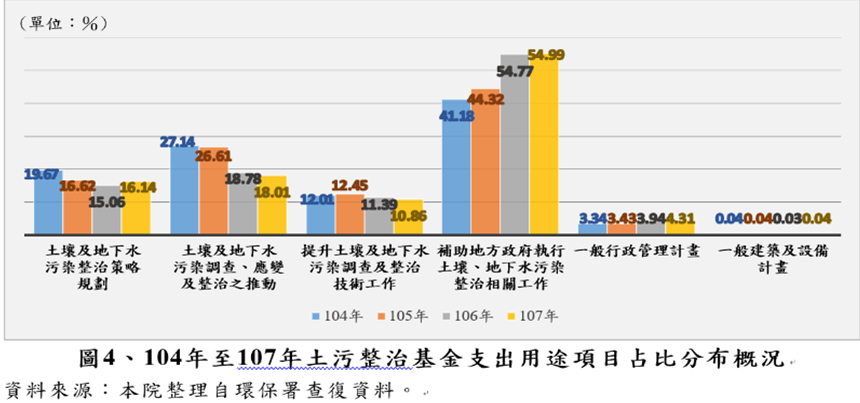 （單位：%）
54.77
54.99
41.18
44.32
27.14
26.61
18.78
18.01
19.67
16.62
15.06
16.14
12.01
12.45
11.39
10.86
3.34
3.43
3.94
4.31
0.04
0.04
0.03
0.04
土壤及地下水
污染整治策略
規劃
土壤及地下水
污染調查、應變
及整治之推動
提升土壤及地下水
污染調查及整治
技術工作
補助地方政府執行
土壤、地下水污染
整治相關工作
一般行政管理計畫
一般建築及設備
計畫
104年
105年
106年
107年
圖4、104年至107年土污整治基金支出用途項目占比分布概況
資料來源：本院整理自環保署查復資料。